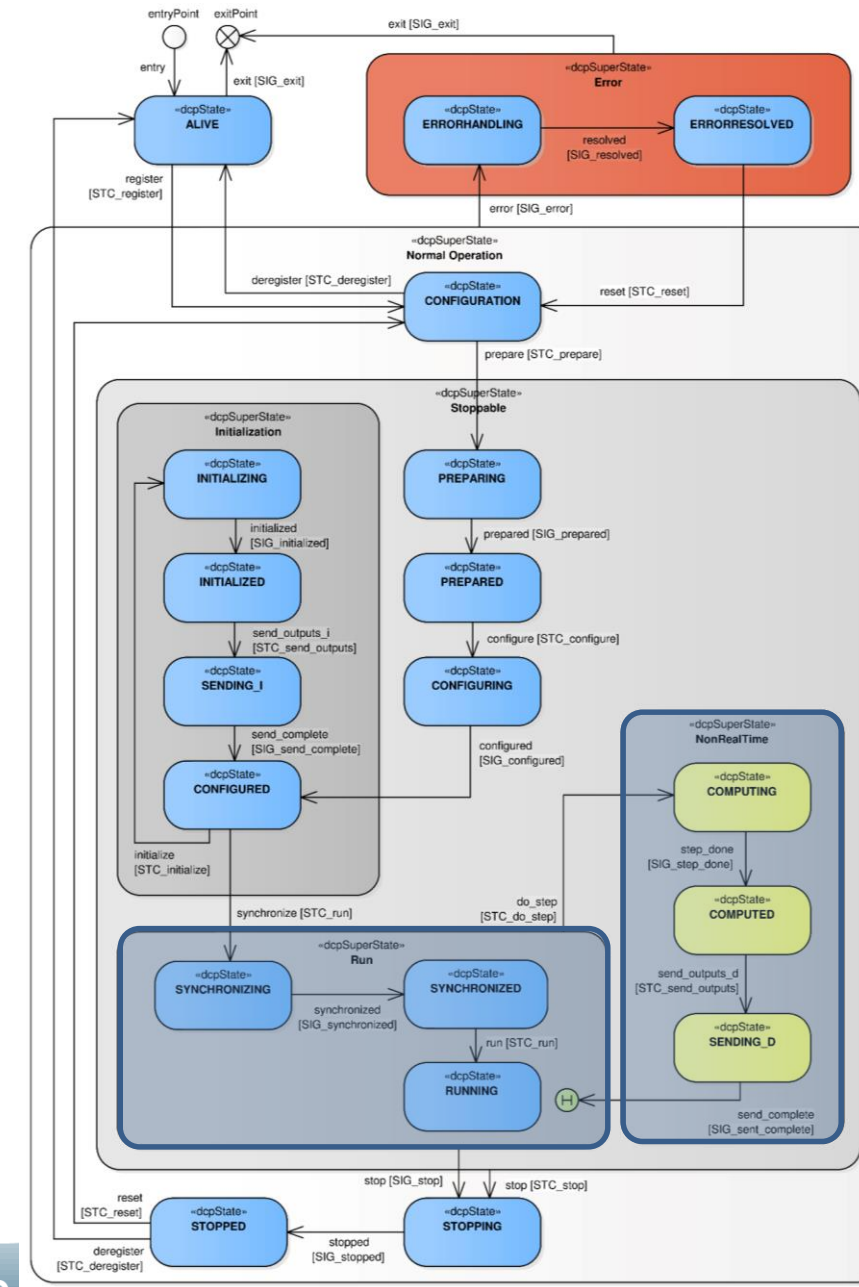 entryPoint
exitPoint
exit [SIG_exit]
entry
exit [SIG_exit]
«dcpState»
ALIVE
«dcpSuperState»
Error
«dcpState»
ERRORHANDLING
«dcpState»
ERRORRESOLVED
resolved
[SIG_resolved]
register
[STC_register]
error [SIG_error]
«dcpSuperState»
Normal Operation
deregister [STC_deregister]
«dcpState»
CONFIGURATION
reset [STC_reset]
prepare [STC_prepare]
«dcpSuperState»
Stoppable
«dcpSuperState»
Initialization
«dcpState»
INITIALIZING
«dcpState»
PREPARING
initialized
[SIG_initialized]
prepared [SIG_prepared]
«dcpState»
INITIALIZED
«dcpState»
PREPARED
send_outputs_i
[STC_send_outputs]
configure [STC_configure]
«dcpState»
SENDING_I
«dcpState»
CONFIGURING
send_complete
[SIG_send_complete]
configured
[SIG_configured]
«dcpState»
CONFIGURED
initialize
[STC_initialize]
«dcpSuperState»
NonRealTime
«dcpState»
COMPUTING
step_done
[SIG_step_done]
«dcpState»
COMPUTED
do_step
[STC_do_step]
send_outputs_d
[STC_send_outputs]
«dcpState»
SENDING_D
send_complete
[SIG_sent_complete]
synchronize [STC_run]
«dcpSuperState»
Run
«dcpState»
SYNCHRONIZING
synchronized
[SIG_synchronized]
«dcpState»
SYNCHRONIZED
run [STC_run]
«dcpState»
RUNNING
H
stop [SIG_stop]
stop [STC_stop]
«dcpState»
STOPPING
stopped
[SIG_stopped]
«dcpState»
STOPPED
reset
[STC_reset]
deregister
[STC_deregister]